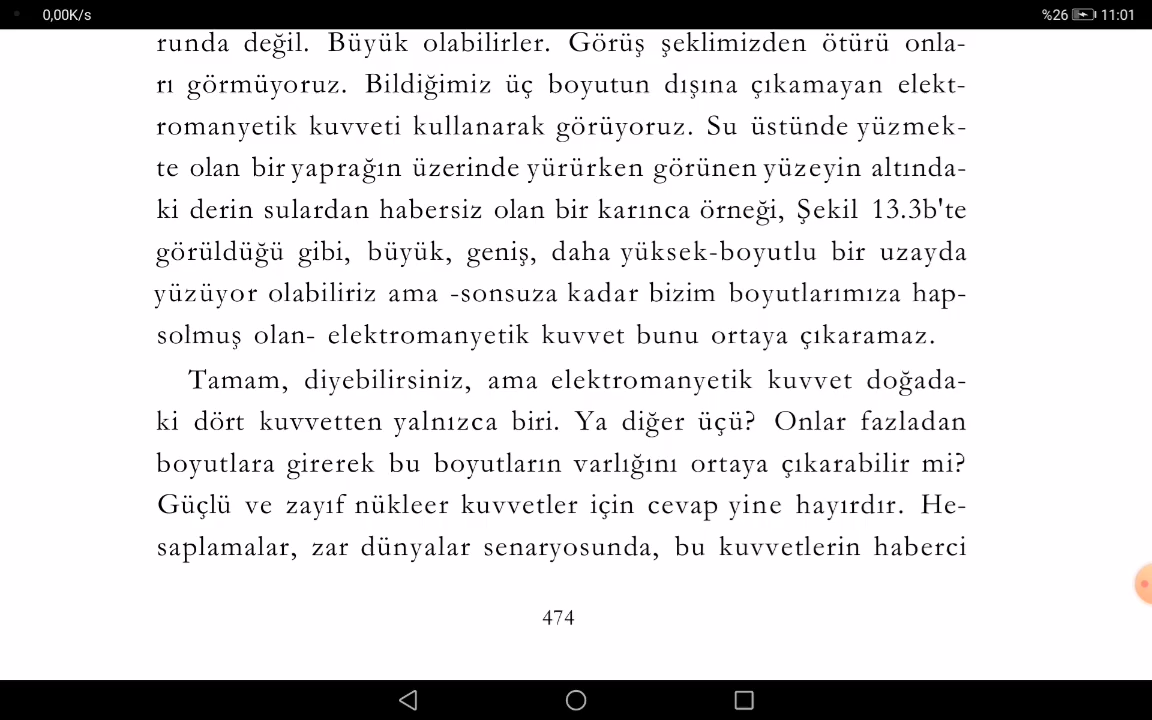 0,00K/s
%26 11:01
runda değil. Büyük olabilirler. Görüş şeklimizden ötürü onla-
rı görmüyoruz. Bildiğimiz üç boyutun dışına çıkamayan elekt-
romanyetik kuvveti kullanarak görüyoruz. Su üstünde yüzmek-
te olan bir yaprağın üzerinde yürürken görünen yüzeyin altında-
ki derin sulardan habersiz olan bir karınca örneği, Şekil 13.3b'te
görüldüğü gibi, büyük, geniş, daha yüksek-boyutlu bir uzayda
yüzüyor olabiliriz ama -sonsuza kadar bizim boyutlarımıza hap-
solmuş olan- elektromanyetik kuvvet bunu ortaya çıkaramaz.
Tamam, diyebilirsiniz, ama elektromanyetik kuvvet doğada-
ki dört kuvvetten yalnızca biri. Ya diğer üçü? Onlar fazladan
boyutlara girerek bu boyutların varlığını ortaya çıkarabilir mi?
Güçlü ve zayıf nükleer kuvvetler için cevap yine hayırdır. He-
saplamalar, zar dünyalar senaryosunda, bu kuvvetlerin haberci
474